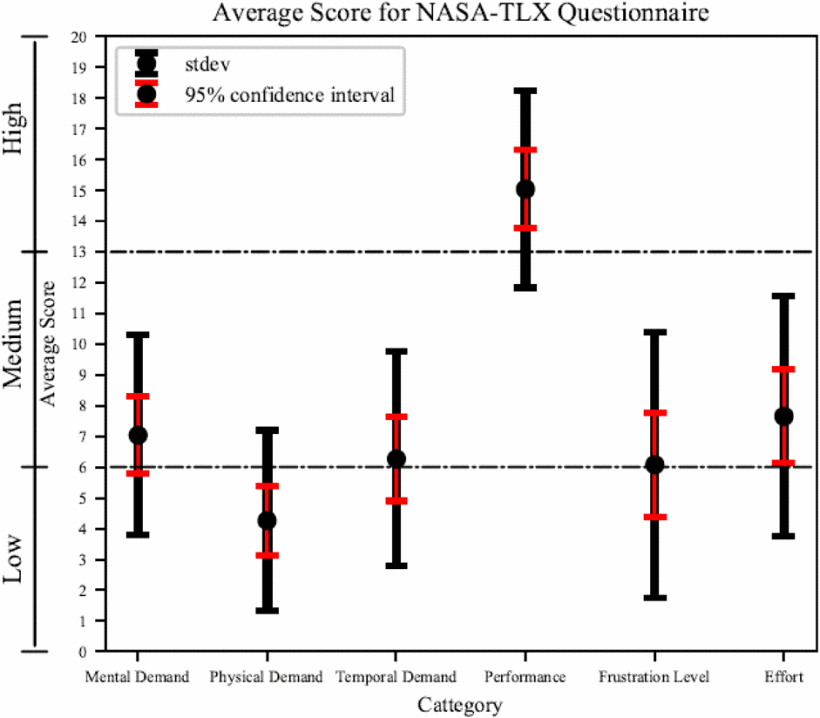 Average Score for NASA-TLX Questionnaire
stdev
95% confidence interval
High
Medium
Low
Average Score
20
19
18
17
16
15
14
13
12
11
10
9
8
7
6
5
4
3
2
1
0
Mental Demand Physical Demand Temporal Demand Performance Frustration Level Effort
Cattegory